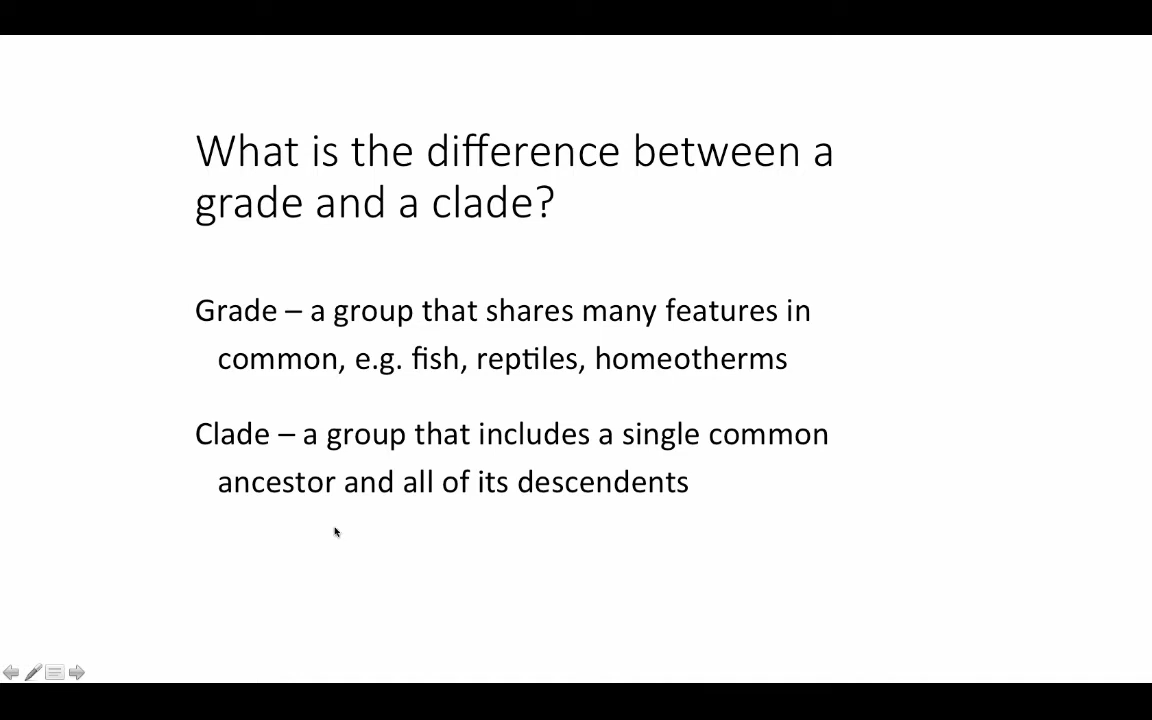 What is the difference between a
grade and a clade?
Grade – a group that shares many features in
common, e.g. fish, reptiles, homeotherms
Clade – a group that includes a single common
ancestor and all of its descendents